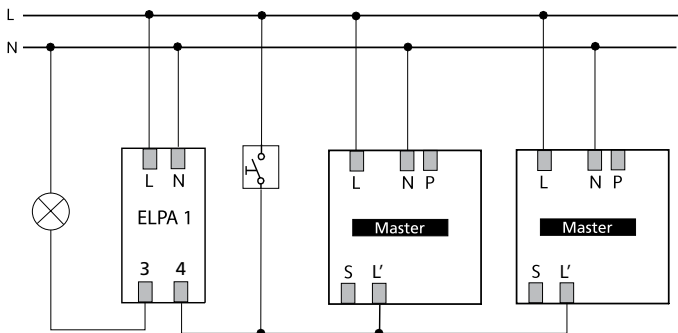 L
N
L N
ELPA 1
3 4
L N P
Master
S L’
L N P
Master
S L’